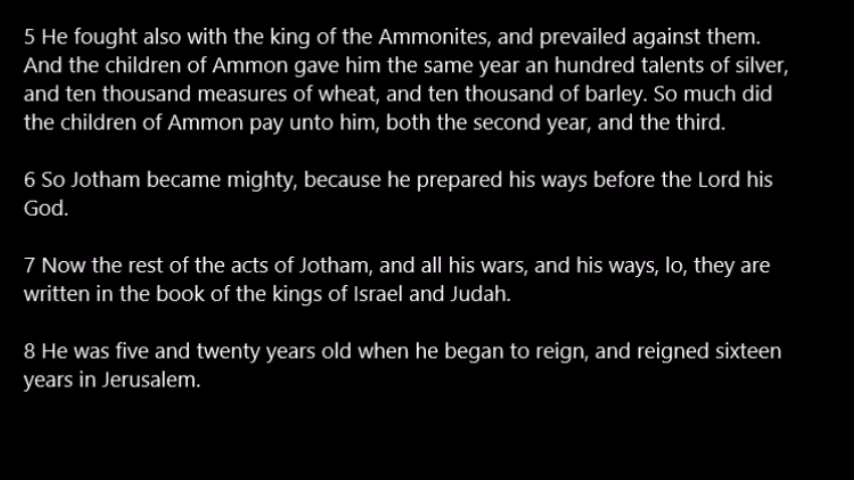 5 He fought also with the king of the Ammonites, and prevailed against them.
And the children of Ammon gave him the same year an hundred talents of silver,
and ten thousand measures of wheat, and ten thousand of barley. So much did
the children of Ammon pay unto him, both the second year, and the third.
6 So Jotham became mighty, because he prepared his ways before the Lord his
God.
7 Now the rest of the acts of Jotham, and all his wars, and his ways, lo, they are
written in the book of the kings of Israel and Judah.
8 He was five and twenty years old when he began to reign, and reigned sixteen
years in Jerusalem.